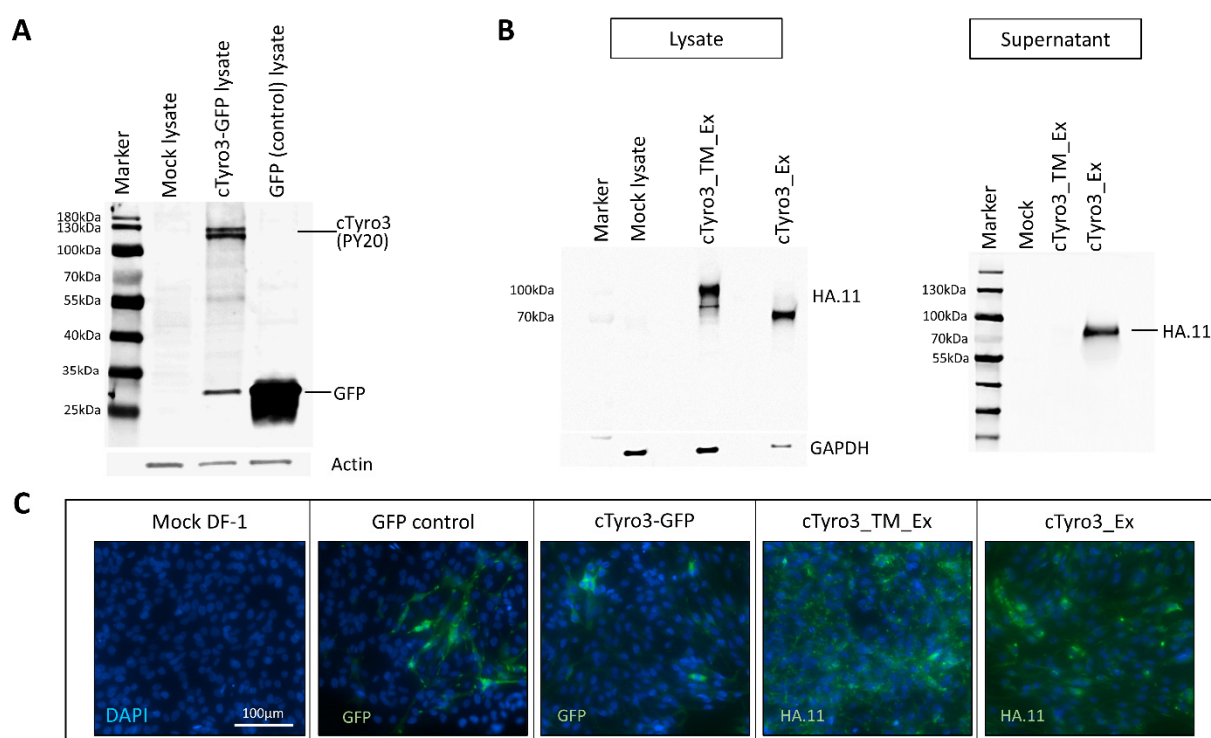 A
Marker
Mock lysate
cTyro3-GFP lysate
GFP (control) lysate
180kDa
130kDa
100kDa
70kDa
55kDa
40kDa
35kDa
25kDa
cTyro3
(PY20)
GFP
Actin
B
Lysate
Marker
Mock lysate
cTyro3_TM_Ex
cTyro3_Ex
100kDa
70kDa
HA.11
GAPDH
Supernatant
Marker
Mock
cTyro3_TM_Ex
cTyro3_Ex
130kDa
100kDa
70kDa
55kDa
HA.11
C
Mock DF-1
GFP control
cTyro3-GFP
cTyro3_TM_Ex
cTyro3_Ex
DAPI
100µm
GFP
GFP
HA.11
HA.11